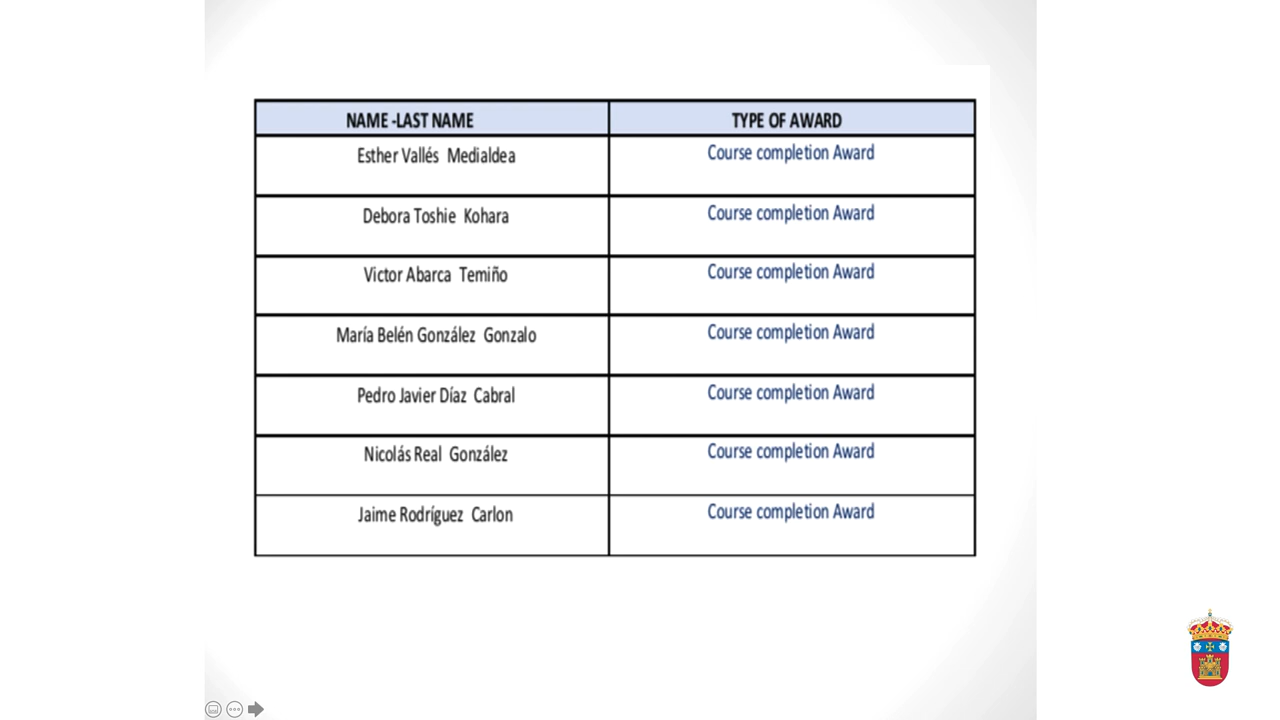 NAME -LAST NAME TYPE OF AWARD
Esther Vallés Medialdea Course completion Award
Debora Toshie Kohara Course completion Award
Victor Abarca Temiño Course completion Award
María Belén González Gonzalo Course completion Award
Pedro Javier Díaz Cabral Course completion Award
Nicolás Real González Course completion Award
Jaime Rodríguez Carlon Course completion Award